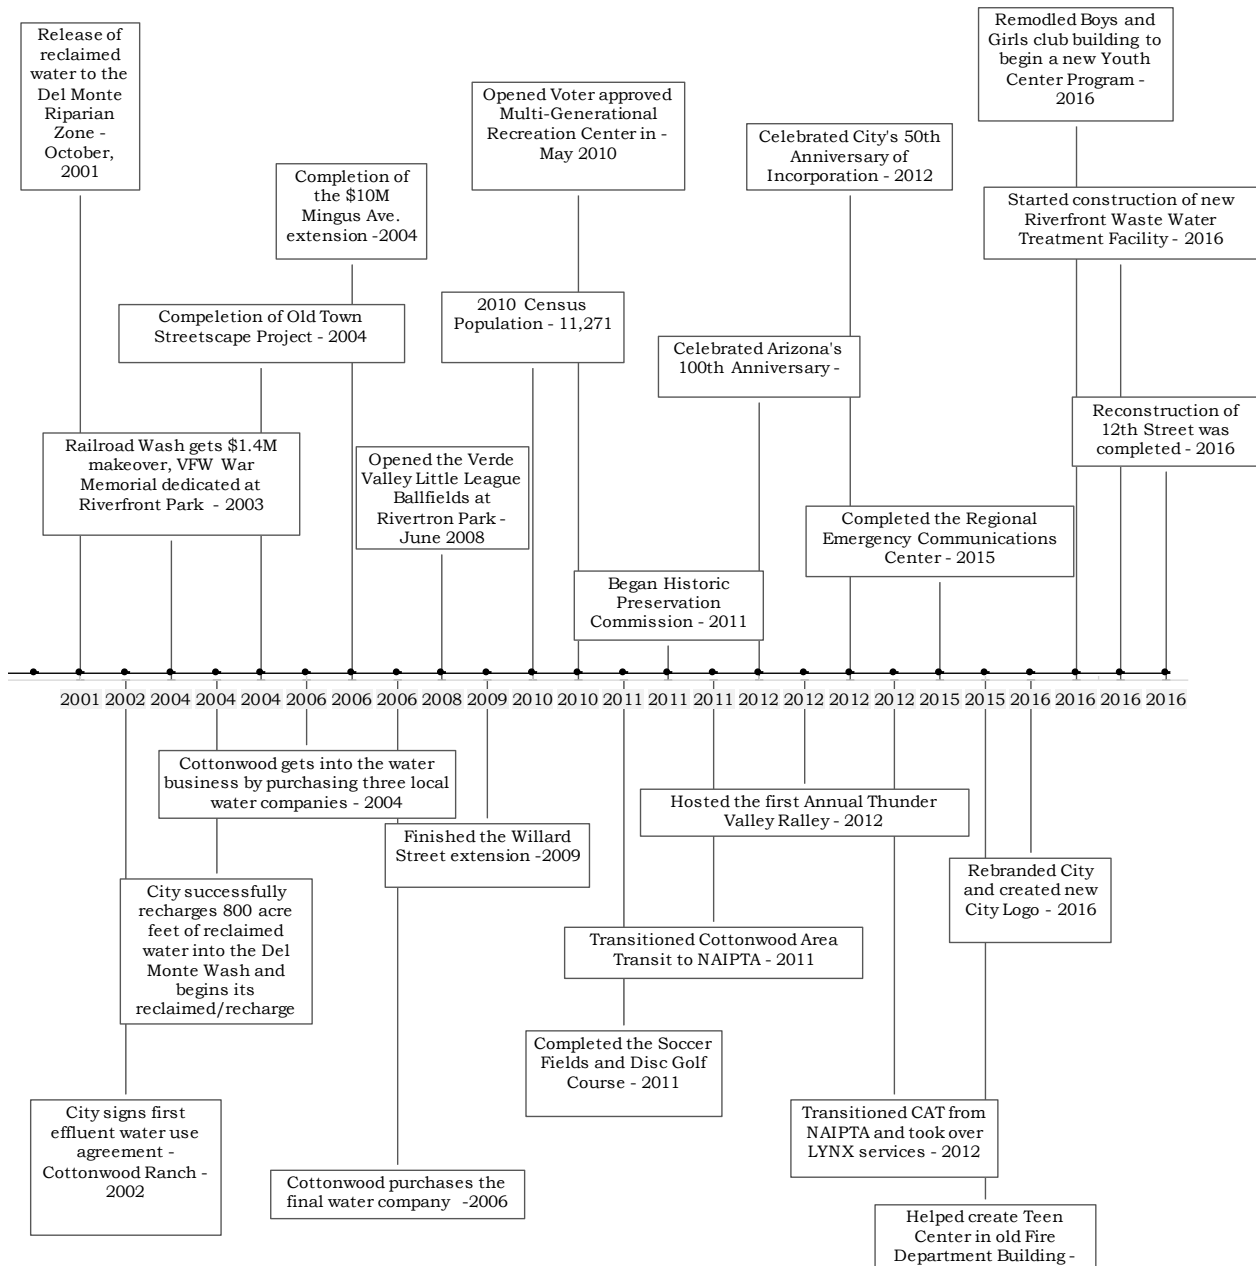 Release of
reclaimed
water to the
Del Monte
Riparian
Zone -
October,
2001
Remodled Boys and
Girls club building to
begin a new Youth
Center Program -
2016
Opened Voter approved
Multi-Generational
Recreation Center in -
May 2010
Celebrated City's 50th
Anniversary of
Incorporation - 2012
Completion of
the $10M
Mingus Ave.
extension -2004
Started construction of new
Riverfront Waste Water
Treatment Facility - 2016
Compeletion of Old Town
Streetscape Project - 2004
2010 Census
Population - 11,271
Celebrated Arizona's
100th Anniversary -
Reconstruction of
12th Street was
completed - 2016
Railroad Wash gets $1.4M
makeover, VFW War
Memorial dedicated at
Riverfront Park - 2003
Opened the Verde
Valley Little League
Ballfields at
Rivertron Park -
June 2008
Completed the Regional
Emergency Communications
Center - 2015
Began Historic
Preservation
Commission - 2011
2001 2002 2004 2004 2004 2006 2006 2006 2008 2009 2010 2010 2011 2011 2011 2012 2012 2012 2012 2015 2015 2016 2016 2016 2016
Cottonwood gets into the water
business by purchasing three local
water companies - 2004
Hosted the first Annual Thunder
Valley Ralley - 2012
Finished the Willard
Street extension -2009
Rebranded City
and created new
City Logo - 2016
City successfully
recharges 800 acre
feet of reclaimed
water into the Del
Monte Wash and
begins its
reclaimed/recharge
Transitioned Cottonwood Area
Transit to NAIPTA - 2011
Completed the Soccer
Fields and Disc Golf
Course - 2011
City signs first
effluent water use
agreement -
Cottonwood Ranch -
2002
Transitioned CAT from
NAIPTA and took over
LYNX services - 2012
Cottonwood purchases the
final water company -2006
Helped create Teen
Center in old Fire
Department Building -